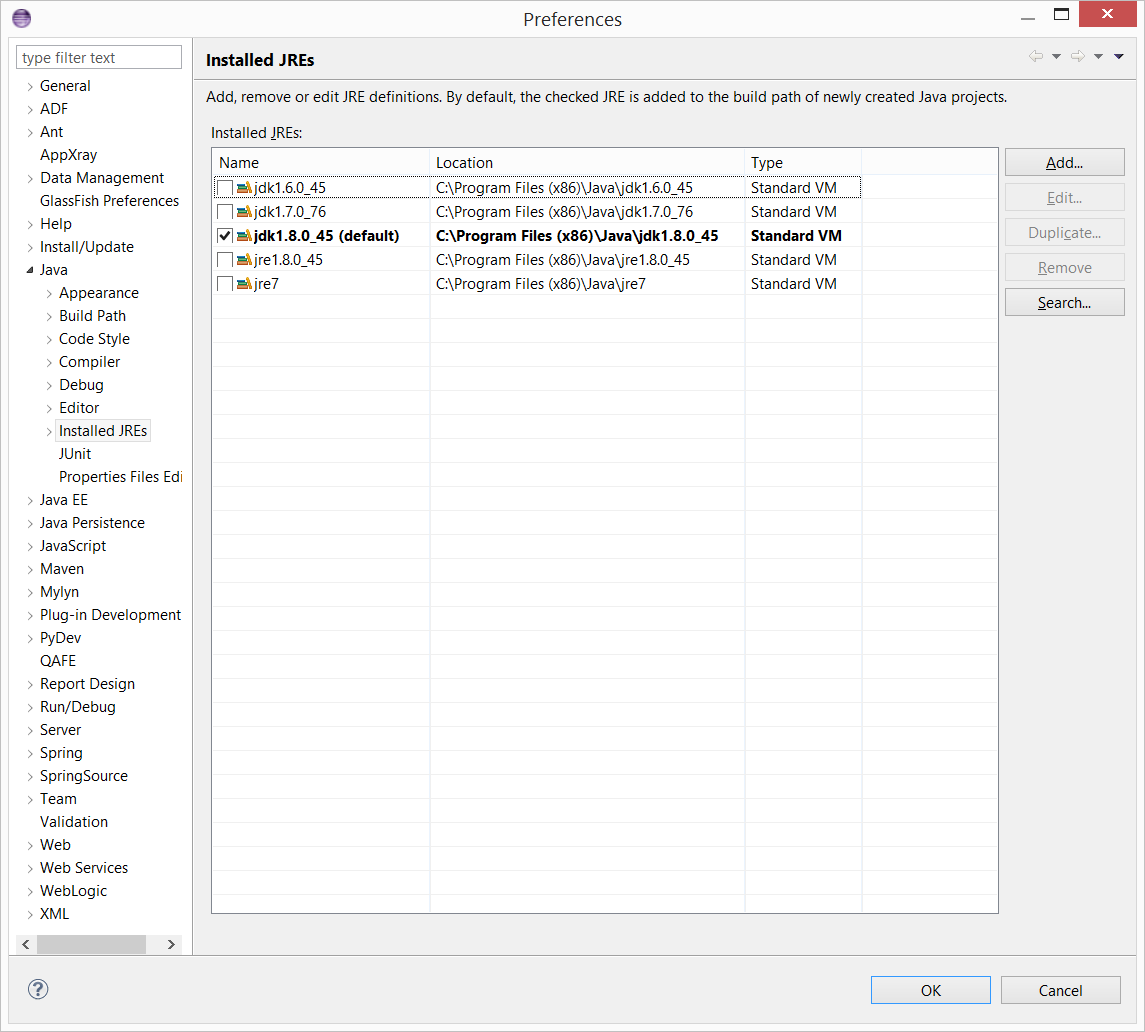 Preferences
type filter text
General
ADF
Ant
AppXray
Data Management
GlassFish Preferences
Help
Install/Update
Java
Appearance
Build Path
Code Style
Compiler
Debug
Editor
Installed JREs
JUnit
Properties Files Edi
Java EE
Java Persistence
JavaScript
Maven
Mylyn
Plug-in Development
PyDev
QAFE
Report Design
Run/Debug
Server
Spring
SpringSource
Team
Validation
Web
Web Services
WebLogic
XML
Installed JREs
Add, remove or edit JRE definitions. By default, the checked JRE is added to the build path of newly created Java projects.
Installed JREs:
Name Location Type
jdk1.6.0_45 C:\Program Files (x86)\Java\jdk1.6.0_45 Standard VM
jdk1.7.0_76 C:\Program Files (x86)\Java\jdk1.7.0_76 Standard VM
jdk1.8.0_45 (default) C:\Program Files (x86)\Java\jdk1.8.0_45 Standard VM
jre1.8.0_45 C:\Program Files (x86)\Java\jre1.8.0_45 Standard VM
jre7 C:\Program Files (x86)\Java\jre7 Standard VM
Add...
Edit...
Duplicate...
Remove
Search...
?
OK Cancel